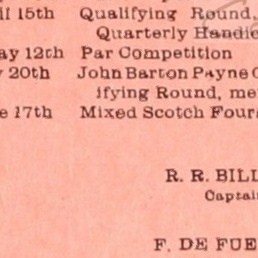 il 15th Qualifying Round,
Quarterly Handic
ay 12th Par Competition
y 20th John Barton Payne C
ifying Round, me
e 17th Mixed Scotch Fours
R. R. BILL
Captai
F. DE FUE